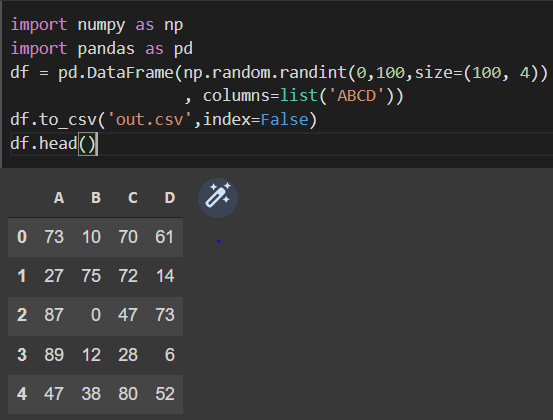 import numpy as np
import pandas as pd
df = pd.DataFrame(np.random.randint(0,100,size=(100, 4))
, columns=list('ABCD'))
df.to_csv('out.csv',index=False)
df.head()
A B C D
0 73 10 70 61
1 27 75 72 14
2 87 0 47 73
3 89 12 28 6
4 47 38 80 52